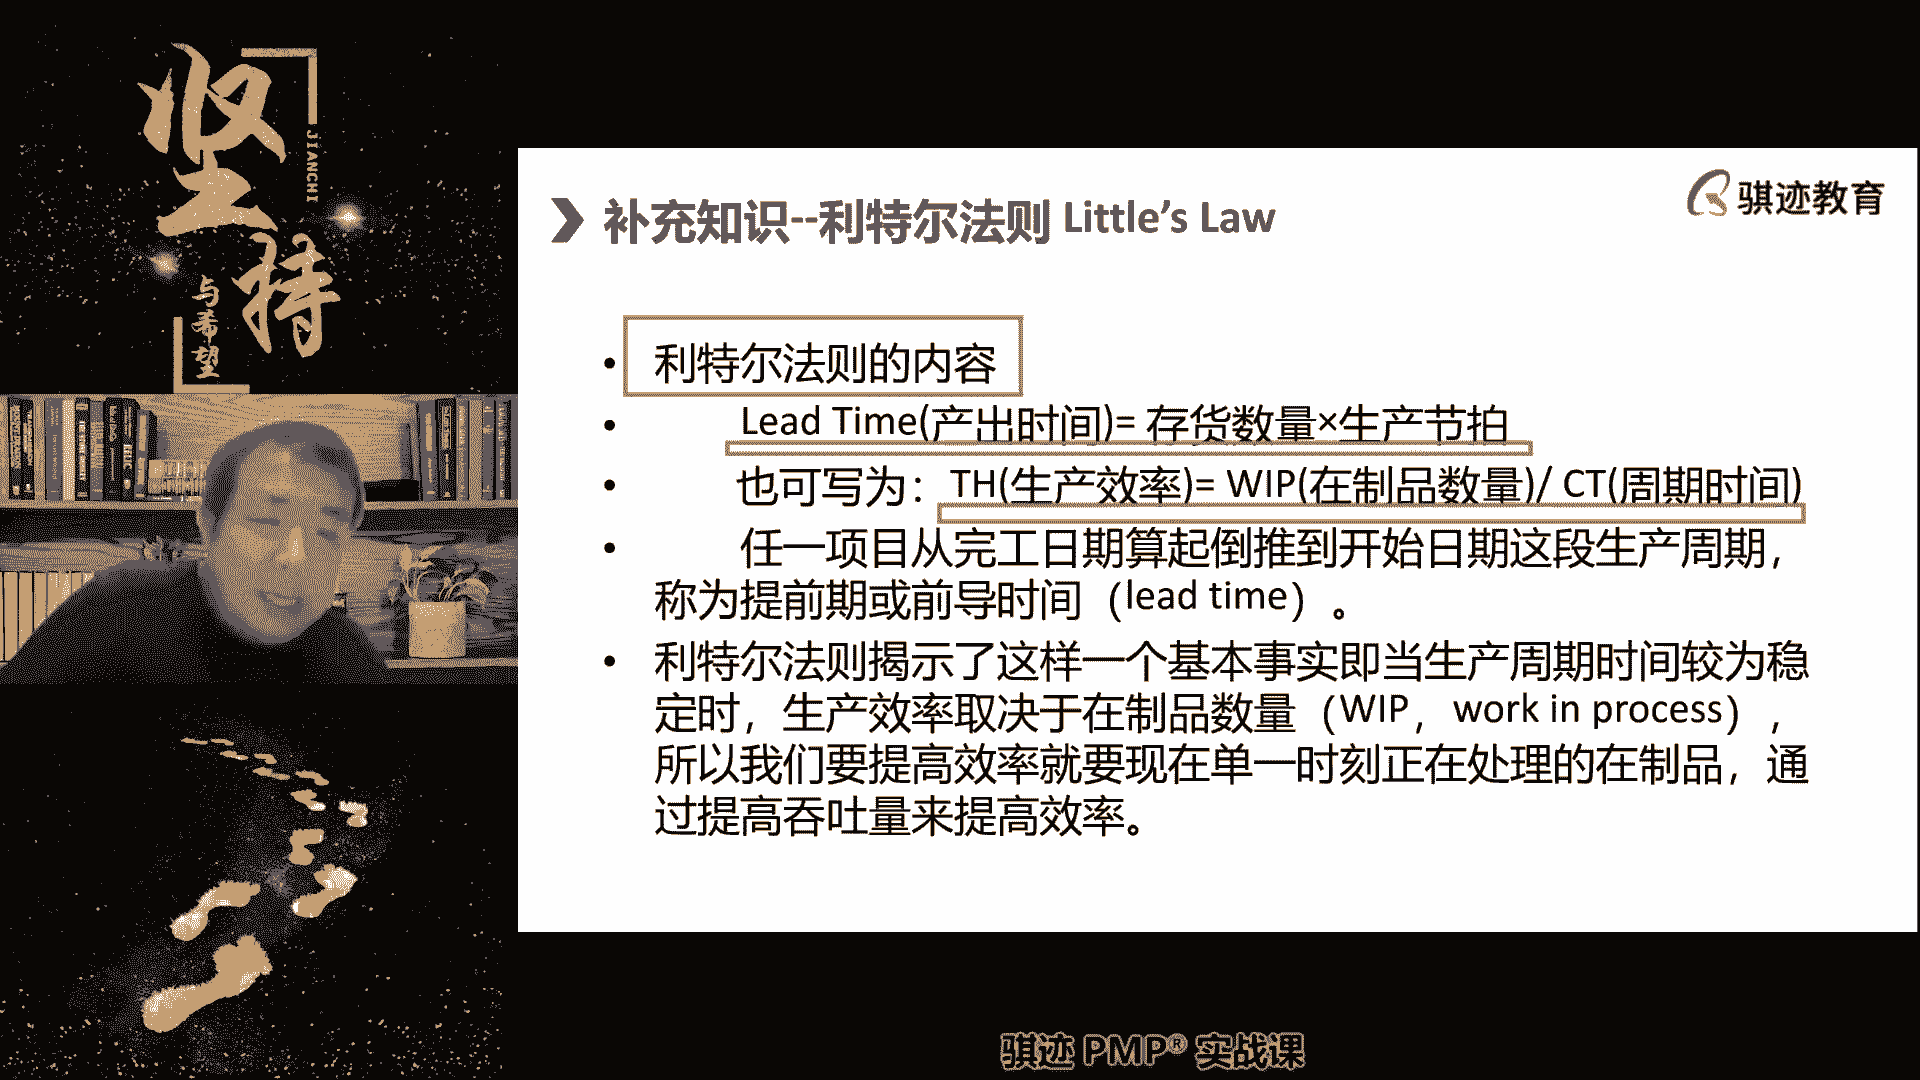 坚持
JIANCHI
与希望
补充知识--利特尔法则 Little's Law
骐迹教育
• 利特尔法则的内容
• Lead Time(产出时间)= 存货数量×生产节拍
• 也可写为：TH(生产效率)= WIP(在制品数量)/ CT(周期时间)
• 任一项目从完工日期算起倒推到开始日期这段生产周期，
称为提前期或前导时间（lead time）。
• 利特尔法则揭示了这样一个基本事实即当生产周期时间较为稳
定时，生产效率取决于在制品数量（WIP，work in process），
所以我们要提高效率就要现在单一时刻正在处理的在制品，通
过提高吞吐量来提高效率。
骐迹 PMP® 实战课